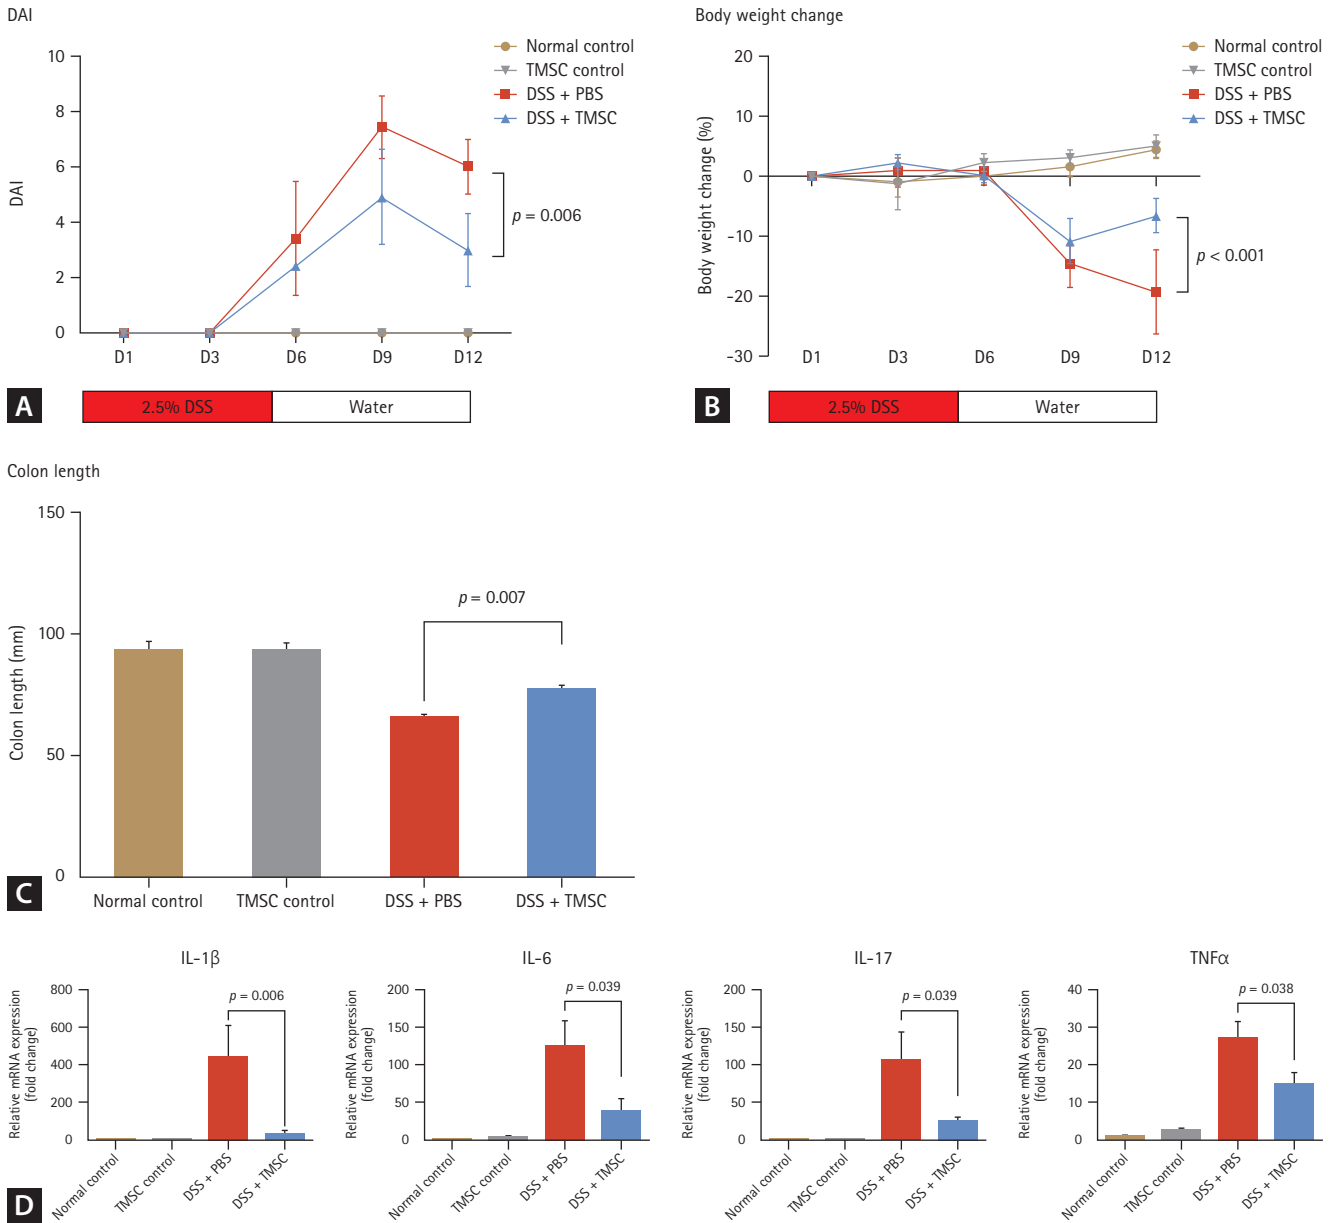 DAI
10
8
6
4
2
0
DAI
Normal control
TMSC control
DSS + PBS
DSS + TMSC
p = 0.006
D1 D3 D6 D9 D12
2.5% DSS Water
A
Body weight change
20
10
0
-10
-20
-30
Body weight change (%)
Normal control
TMSC control
DSS + PBS
DSS + TMSC
p < 0.001
D1 D3 D6 D9 D12
2.5% DSS Water
B
Colon length
150
100
50
0
Colon length (mm)
p = 0.007
Normal control TMSC control DSS + PBS DSS + TMSC
C
IL-1β
800
600
400
200
0
Relative mRNA expression
(fold change)
p = 0.006
Normal control
TMSC control
DSS + PBS
DSS + TMSC
IL-6
200
150
100
50
0
Relative mRNA expression
(fold change)
p = 0.039
Normal control
TMSC control
DSS + PBS
DSS + TMSC
IL-17
200
150
100
50
0
Relative mRNA expression
(fold change)
p = 0.039
Normal control
TMSC control
DSS + PBS
DSS + TMSC
TNFα
40
30
20
10
0
Relative mRNA expression
(fold change)
p = 0.038
Normal control
TMSC control
DSS + PBS
DSS + TMSC
D